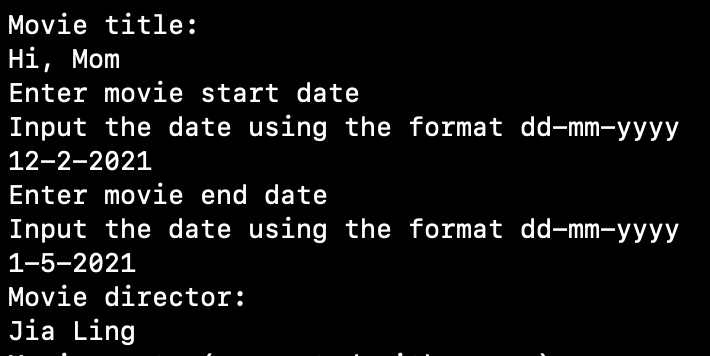 Movie title:
Hi, Mom
Enter movie start date
Input the date using the format dd-mm-yyyy
12-2-2021
Enter movie end date
Input the date using the format dd-mm-yyyy
1-5-2021
Movie director:
Jia Ling